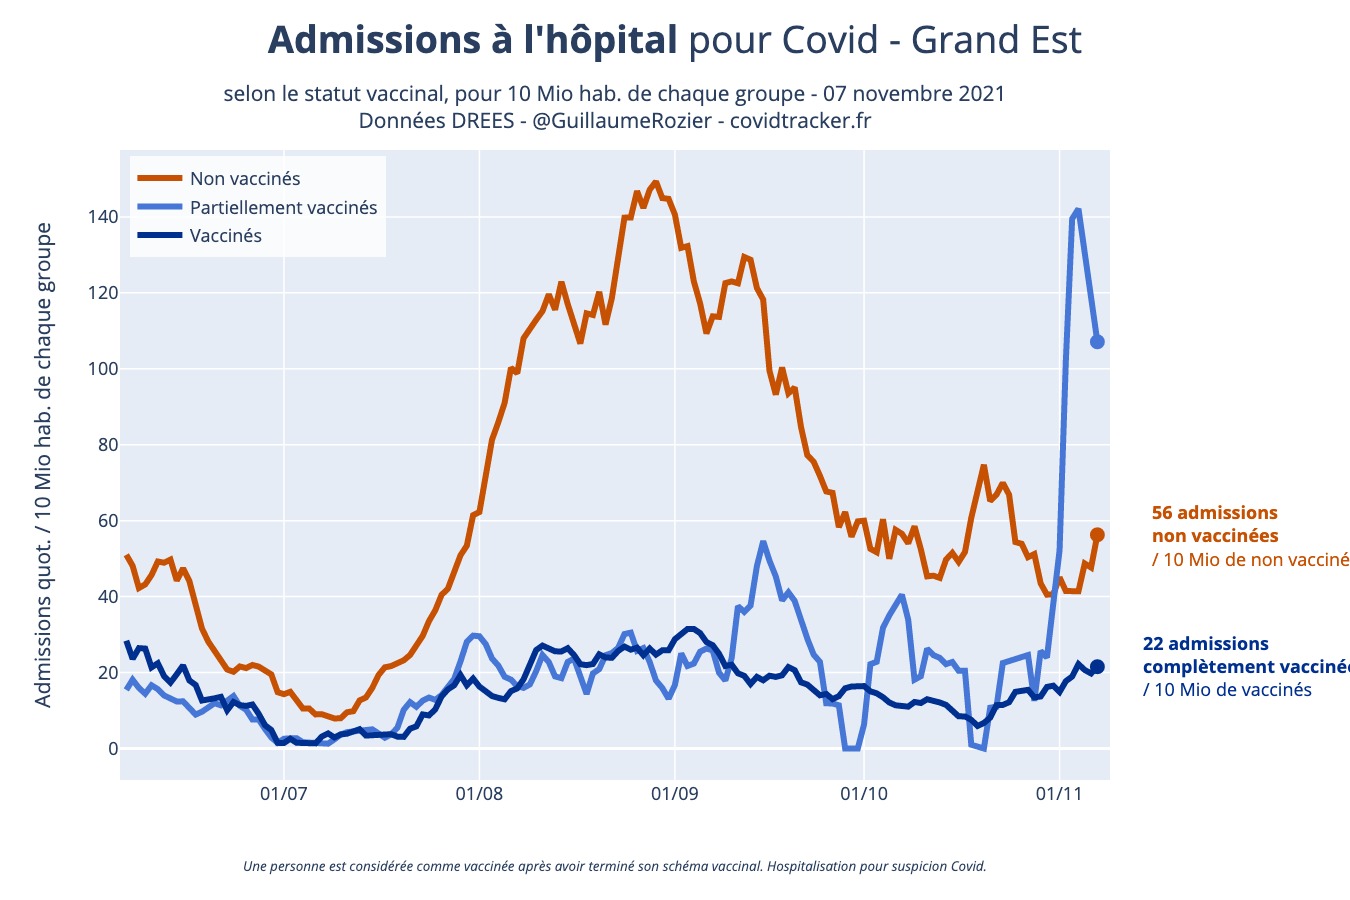 Admissions à l'hôpital pour Covid - Grand Est
selon le statut vaccinal, pour 10 Mio hab. de chaque groupe - 07 novembre 2021
Données DREES - @GuillaumeRozier - covidtracker.fr
Non vaccinés
Partiellement vaccinés
Vaccinés
Admissions quot. / 10 Mio hab. de chaque groupe
140
120
100
80
60
40
20
0
01/07
01/08
01/09
01/10
01/11
56 admissions
non vaccinées
/ 10 Mio de non vacciné
22 admissions
complètement vacciné
/ 10 Mio de vaccinés
Une personne est considérée comme vaccinée après avoir terminé son schéma vaccinal. Hospitalisation pour suspicion Covid.